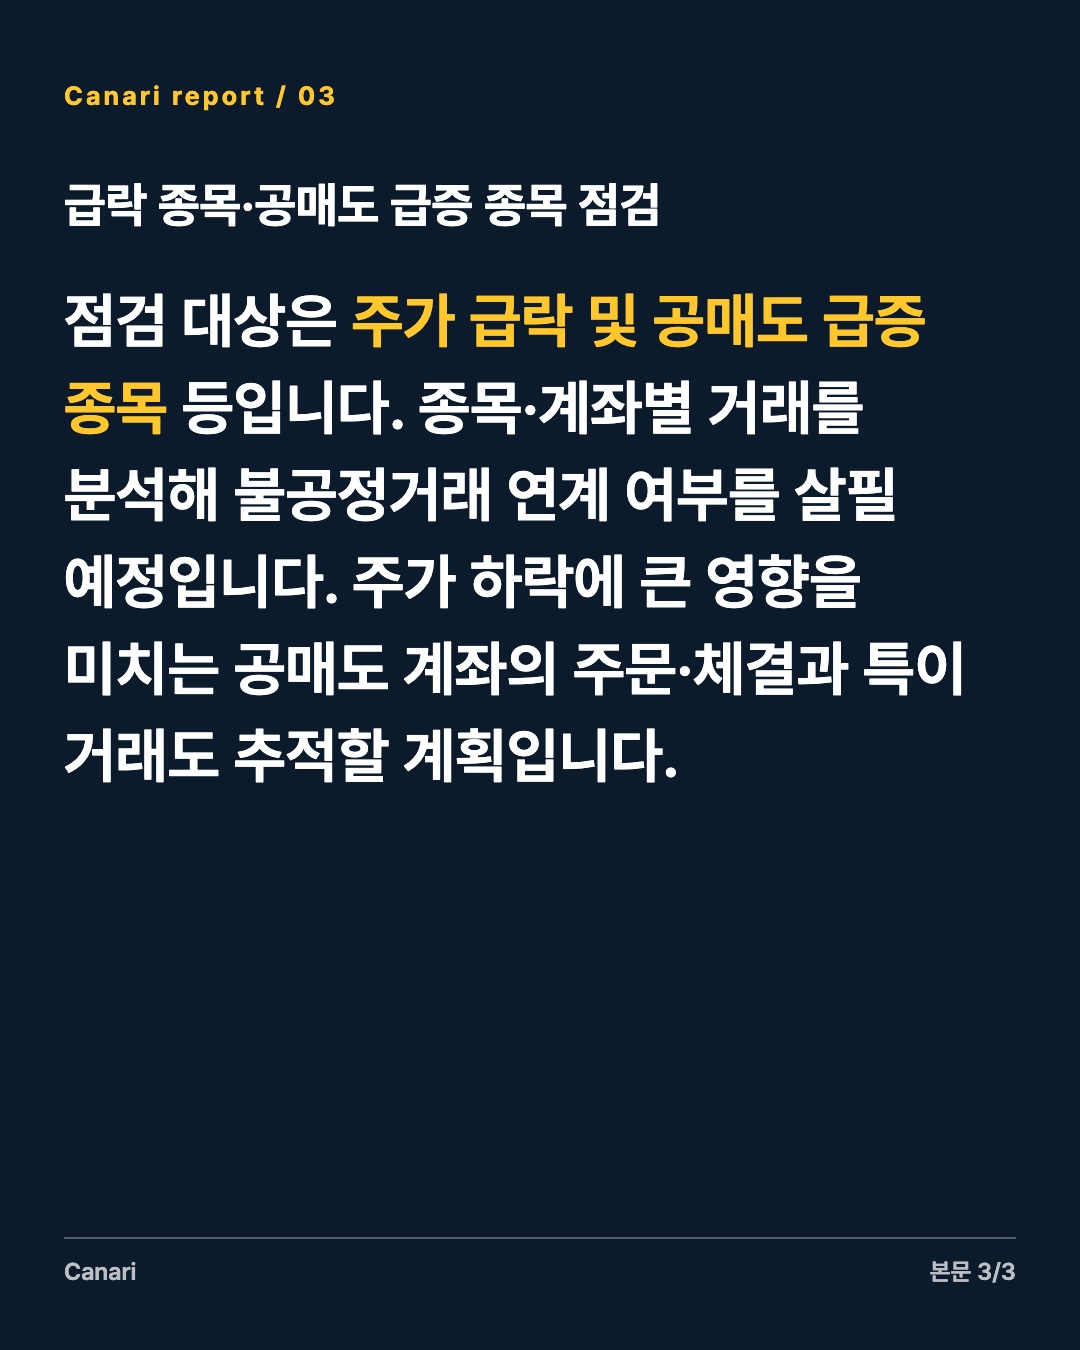 Canari report / 03
급락 종목·공매도 급증 종목 점검
점검 대상은 주가 급락 및 공매도 급증
종목 등입니다. 종목·계좌별 거래를
분석해 불공정거래 연계 여부를 살필
예정입니다. 주가 하락에 큰 영향을
미치는 공매도 계좌의 주문·체결과 특이
거래도 추적할 계획입니다.
Canari
본문 3/3